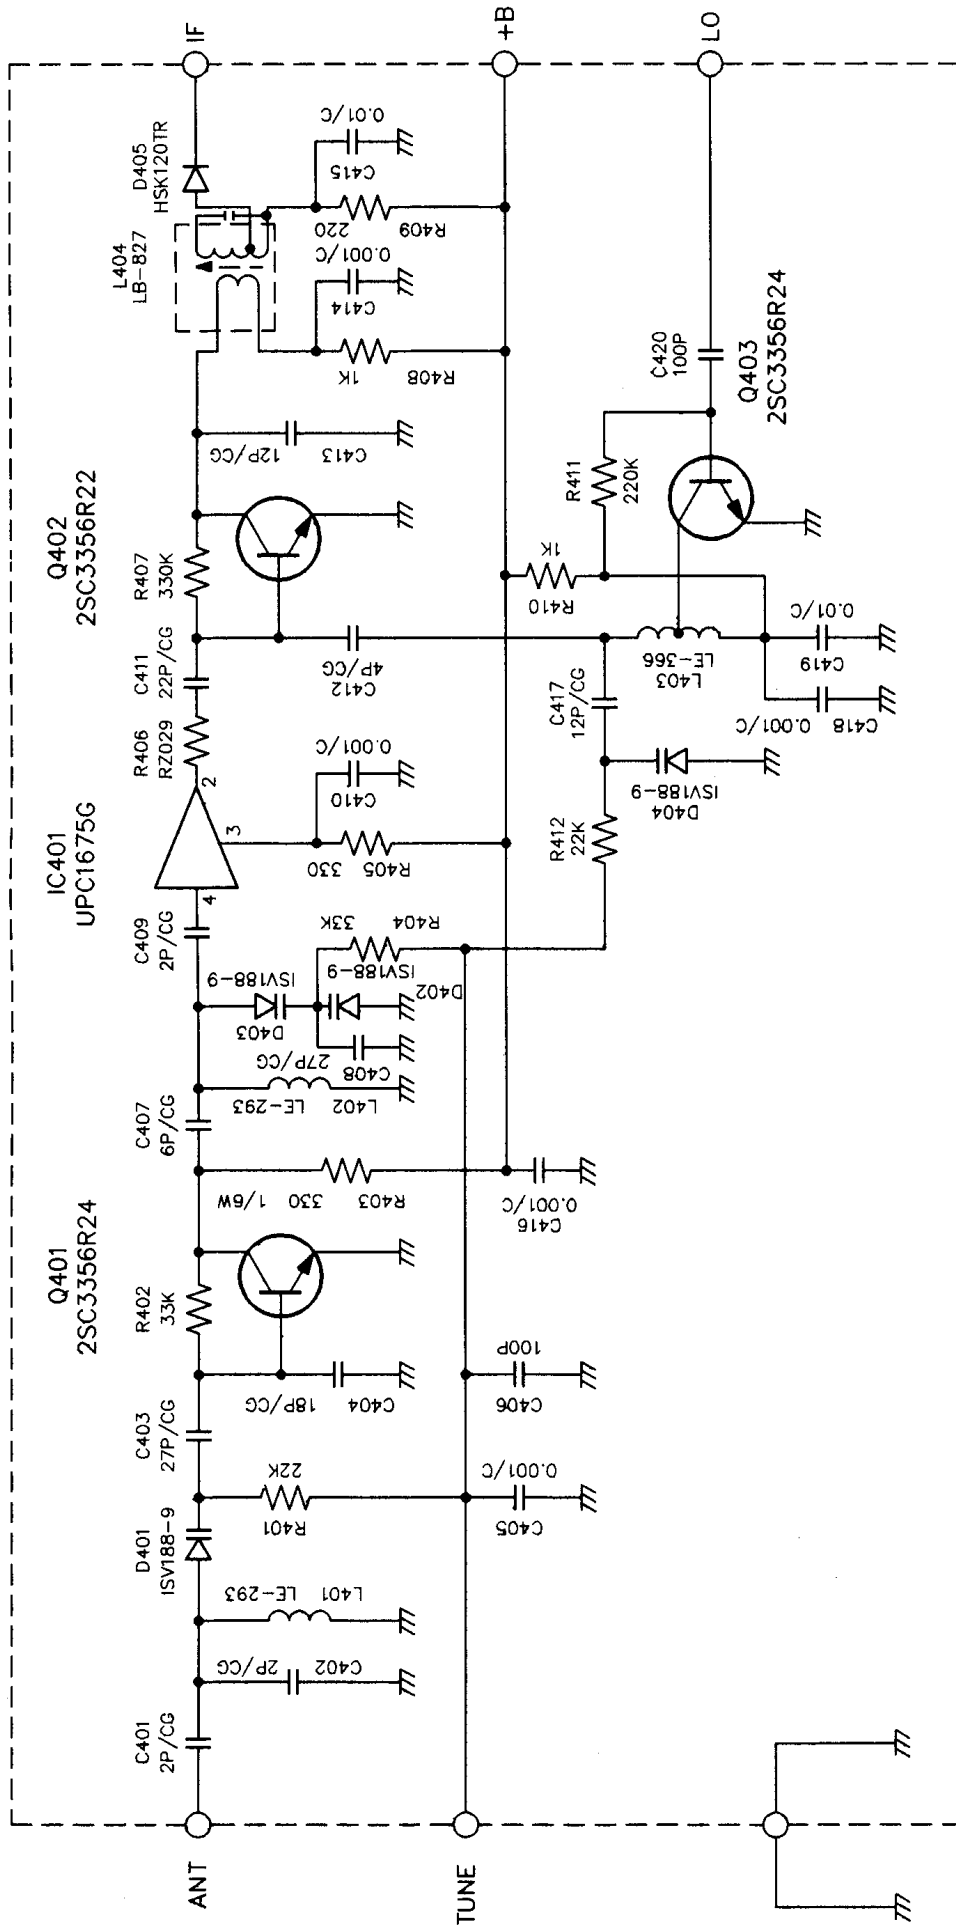 ANT
TUNE
IF
+B
LO
C401
2P/CG
C402
2P/CG
L401
LE-293
D401
ISV188-9
R401
22K
C403
27P/CG
C404
18P/CG
R402
33K
Q401
2SC3356R24
C405
0.001/C
C406
100P
R403
330
1/6W
C416
0.001/C
C407
6P/CG
L402
LE-293
C408
27P/CG
D403
ISV188-9
D402
ISV188-9
R404
33K
C409
2P/CG
IC401
UPC1675G
4
2
3
R405
330
C410
0.001/C
R406
RZ029
C411
22P/CG
C412
4P/CG
R407
330K
Q402
2SC3356R22
C413
12P/CG
R408
1K
C414
0.001/C
L404
LB-827
R409
220
C415
0.01/C
D405
HSK120TR
R412
22K
D404
ISV188-9
C417
12P/CG
L403
LE-366
C418
0.001/C
C419
0.01/C
R410
1K
R411
220K
Q403
2SC3356R24
C420
100P